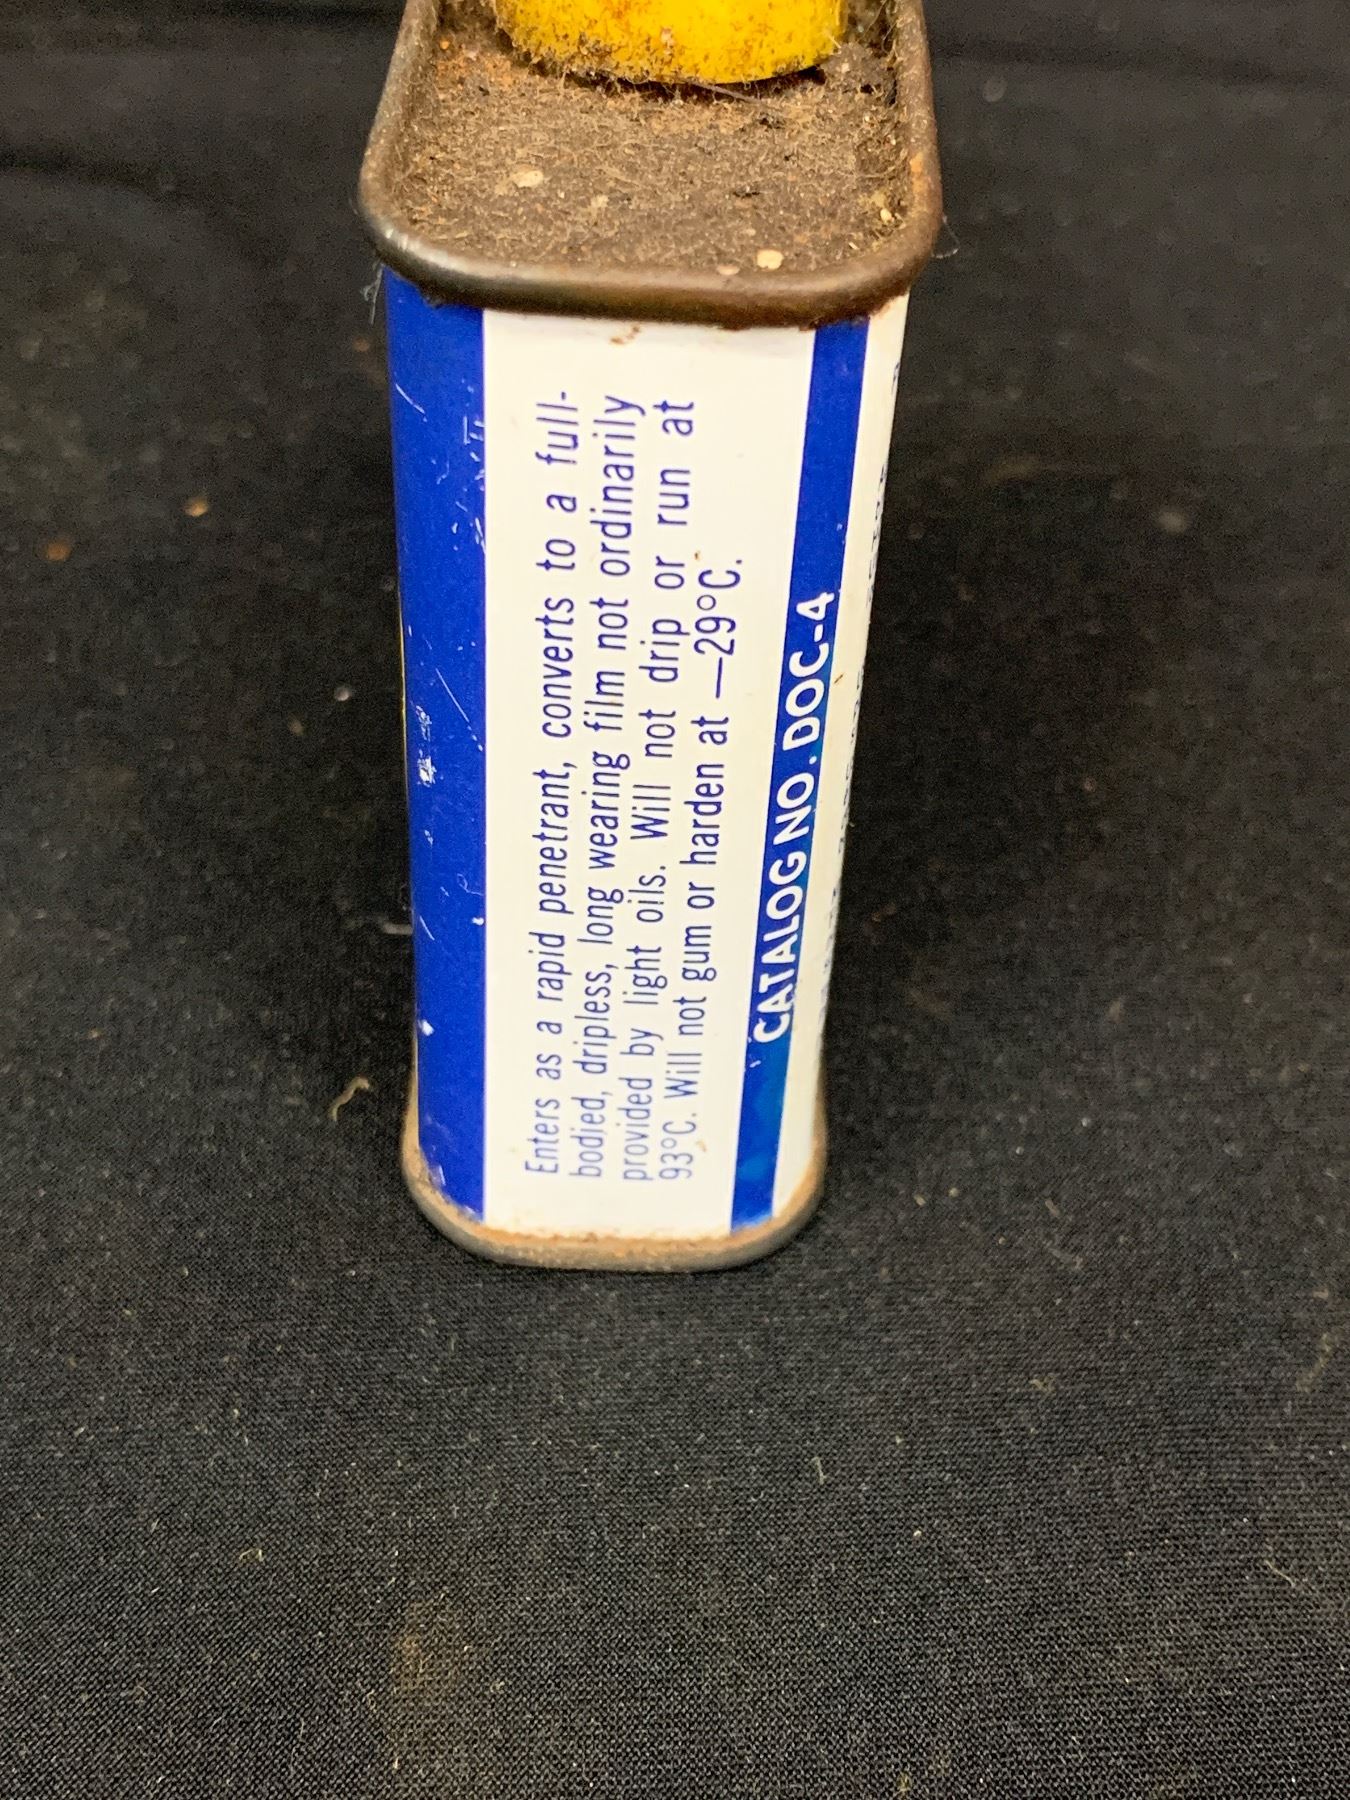 Enters as a rapid penetrant, converts to a full-
bodied, dripless, long wearing film not ordinarily
provided by light oils. Will not drip or run at
93°C. Will not gum or harden at —29°C.
CATALOG NO. DOC-4